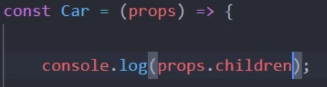 const Car = (props) => {
console.log(props.children);